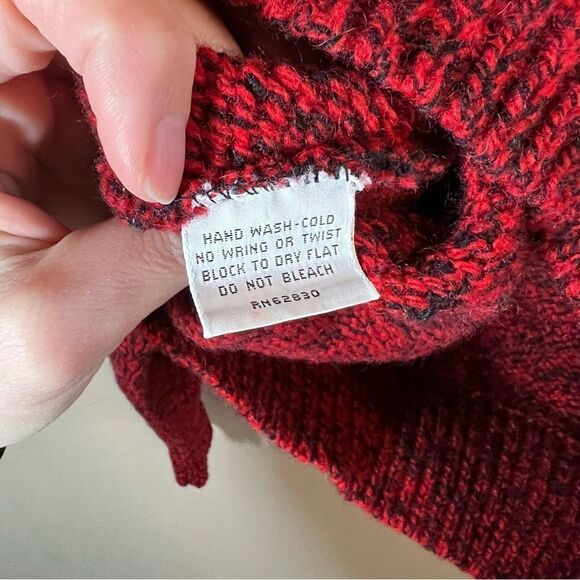 HAND WASH-COLD
NO WRING OR TWIST
BLOCK TO DRY FLAT
DO NOT BLEACH
RN62830